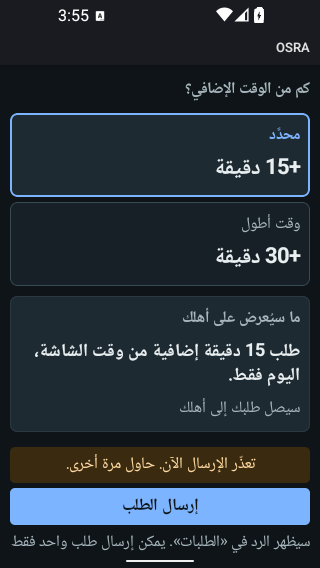 3:55
OSRA
كم من الوقت الإضافي؟
محدَّد
+15 دقيقة
وقت أطول
+30 دقيقة
ما سيُعرض على أهلك
طلب 15 دقيقة إضافية من وقت الشاشة،
اليوم فقط.
سيصل طلبك إلى أهلك
تعذّر الإرسال الآن. حاول مرة أخرى.
إرسال الطلب
سيظهر الرد في «الطلبات». يمكن إرسال طلب واحد فقط